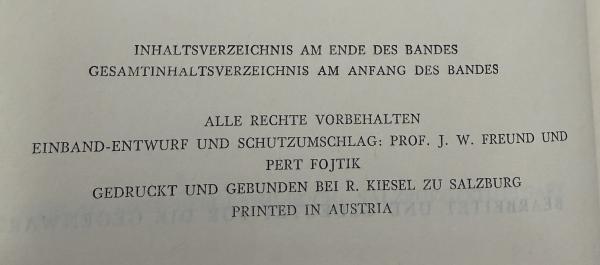 INHALTSVERZEICHNIS AM ENDE DES BANDES
GESAMTINHALTSVERZEICHNIS AM ANFANG DES BANDES
ALLE RECHTE VORBEHALTEN
EINBAND-ENTWURF UND SCHUTZUMSCHLAG: PROF. J. W. FREUND UND
PERT FOJTIK
GEDRUCKT UND GEBUNDEN BEI R. KIESEL ZU SALZBURG
PRINTED IN AUSTRIA